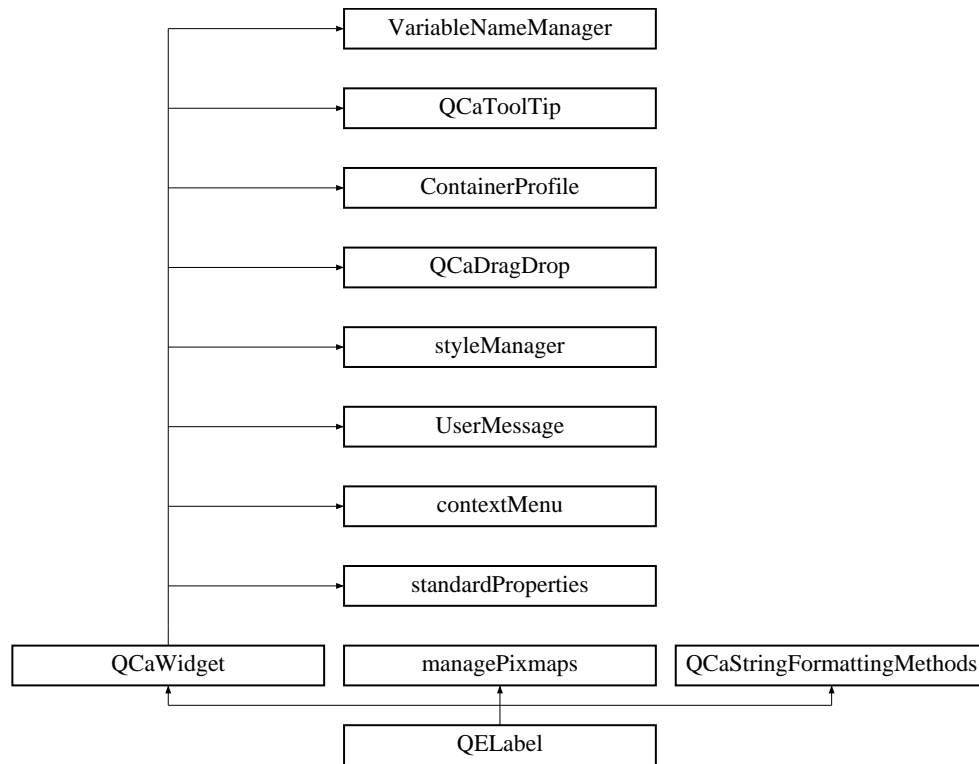 VariableNameManager
QCaToolTip
ContainerProfile
QCaDragDrop
styleManager
UserMessage
contextMenu
standardProperties
QCaWidget
managePixmaps
QCaStringFormattingMethods
QELabel